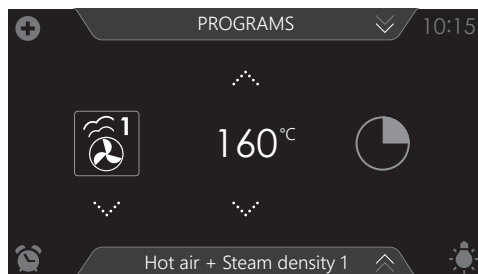 PROGRAMS
10:15
1
160°C
Hot air + Steam density 1